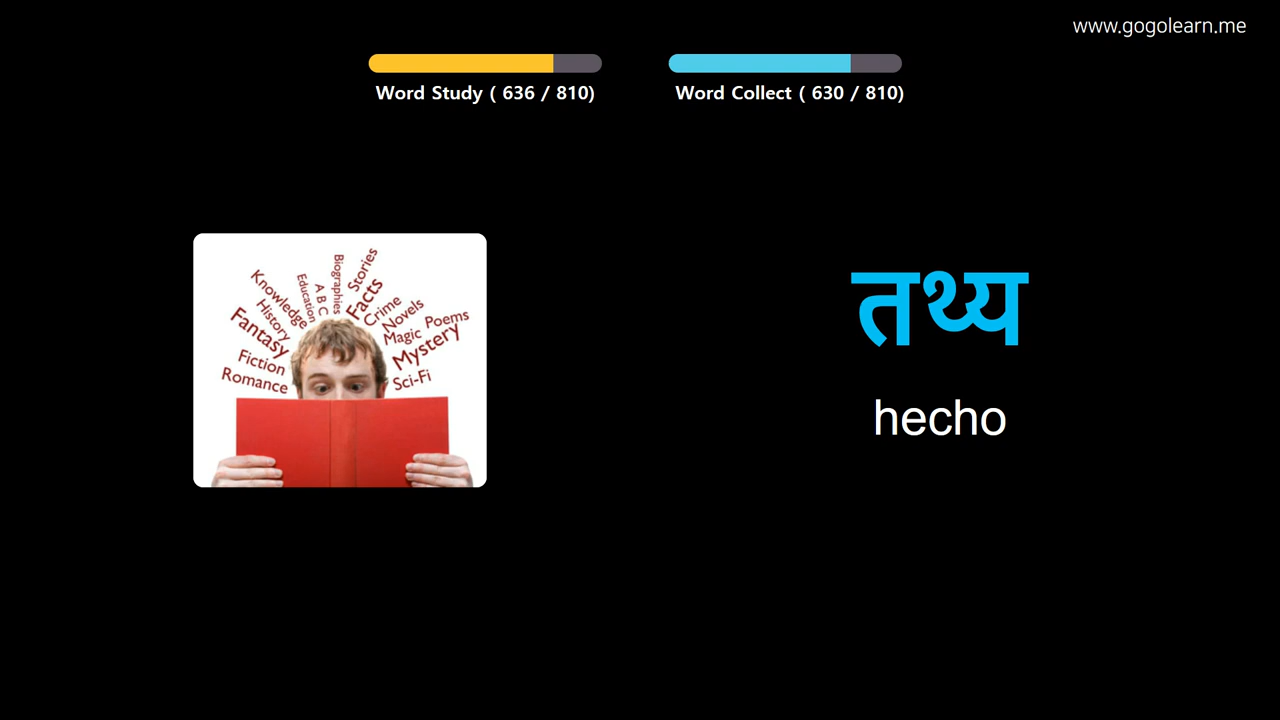 www.gogolearn.me
Word Study ( 636 / 810)
Word Collect ( 630 / 810)
Knowledge
History
Fantasy
Fiction
Romance
Education
A B C
Biographies
Stories
Facts
Crime
Novels
Magic
Poems
Mystery
Sci-Fi
तथ्य
hecho